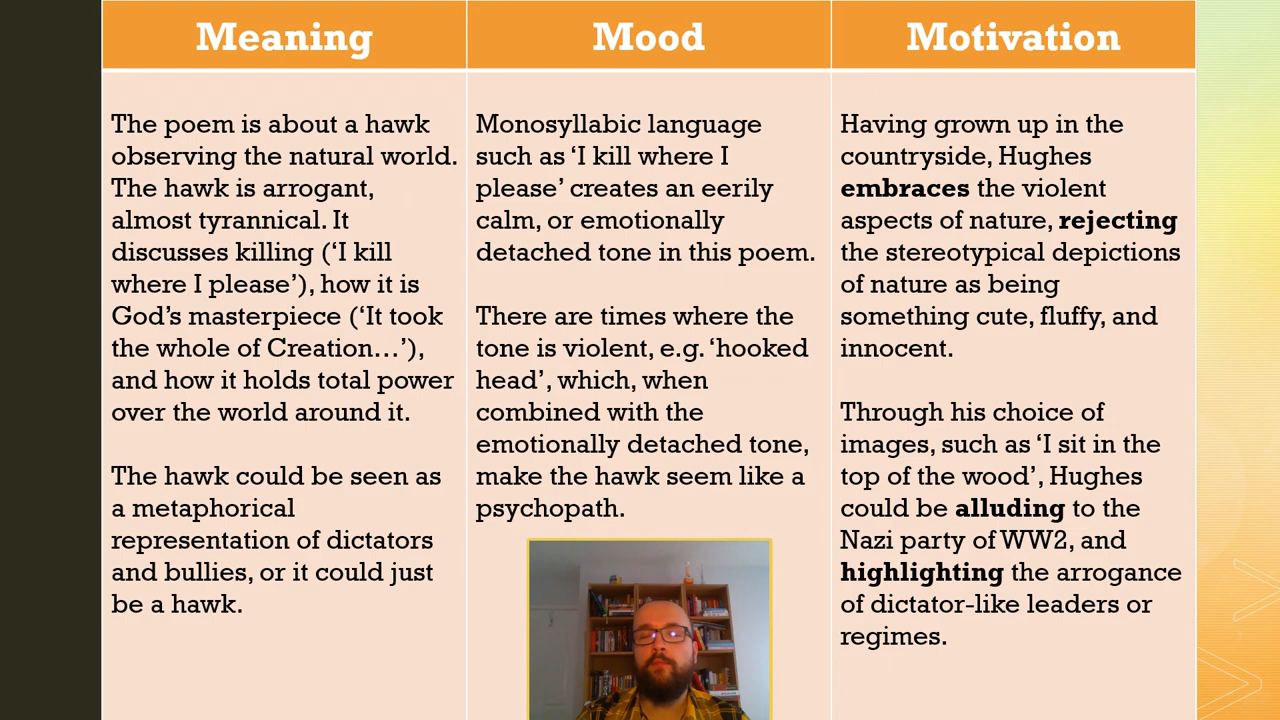 Meaning
The poem is about a hawk
observing the natural world.
The hawk is arrogant,
almost tyrannical. It
discusses killing (‘I kill
where I please’), how it is
God’s masterpiece (‘It took
the whole of Creation…’),
and how it holds total power
over the world around it.
The hawk could be seen as
a metaphorical
representation of dictators
and bullies, or it could just
be a hawk.
Mood
Monosyllabic language
such as ‘I kill where I
please’ creates an eerily
calm, or emotionally
detached tone in this poem.
There are times where the
tone is violent, e.g. ‘hooked
head’, which, when
combined with the
emotionally detached tone,
make the hawk seem like a
psychopath.
Motivation
Having grown up in the
countryside, Hughes
embraces the violent
aspects of nature, rejecting
the stereotypical depictions
of nature as being
something cute, fluffy, and
innocent.
Through his choice of
images, such as ‘I sit in the
top of the wood’, Hughes
could be alluding to the
Nazi party of WW2, and
highlighting the arrogance
of dictator-like leaders or
regimes.